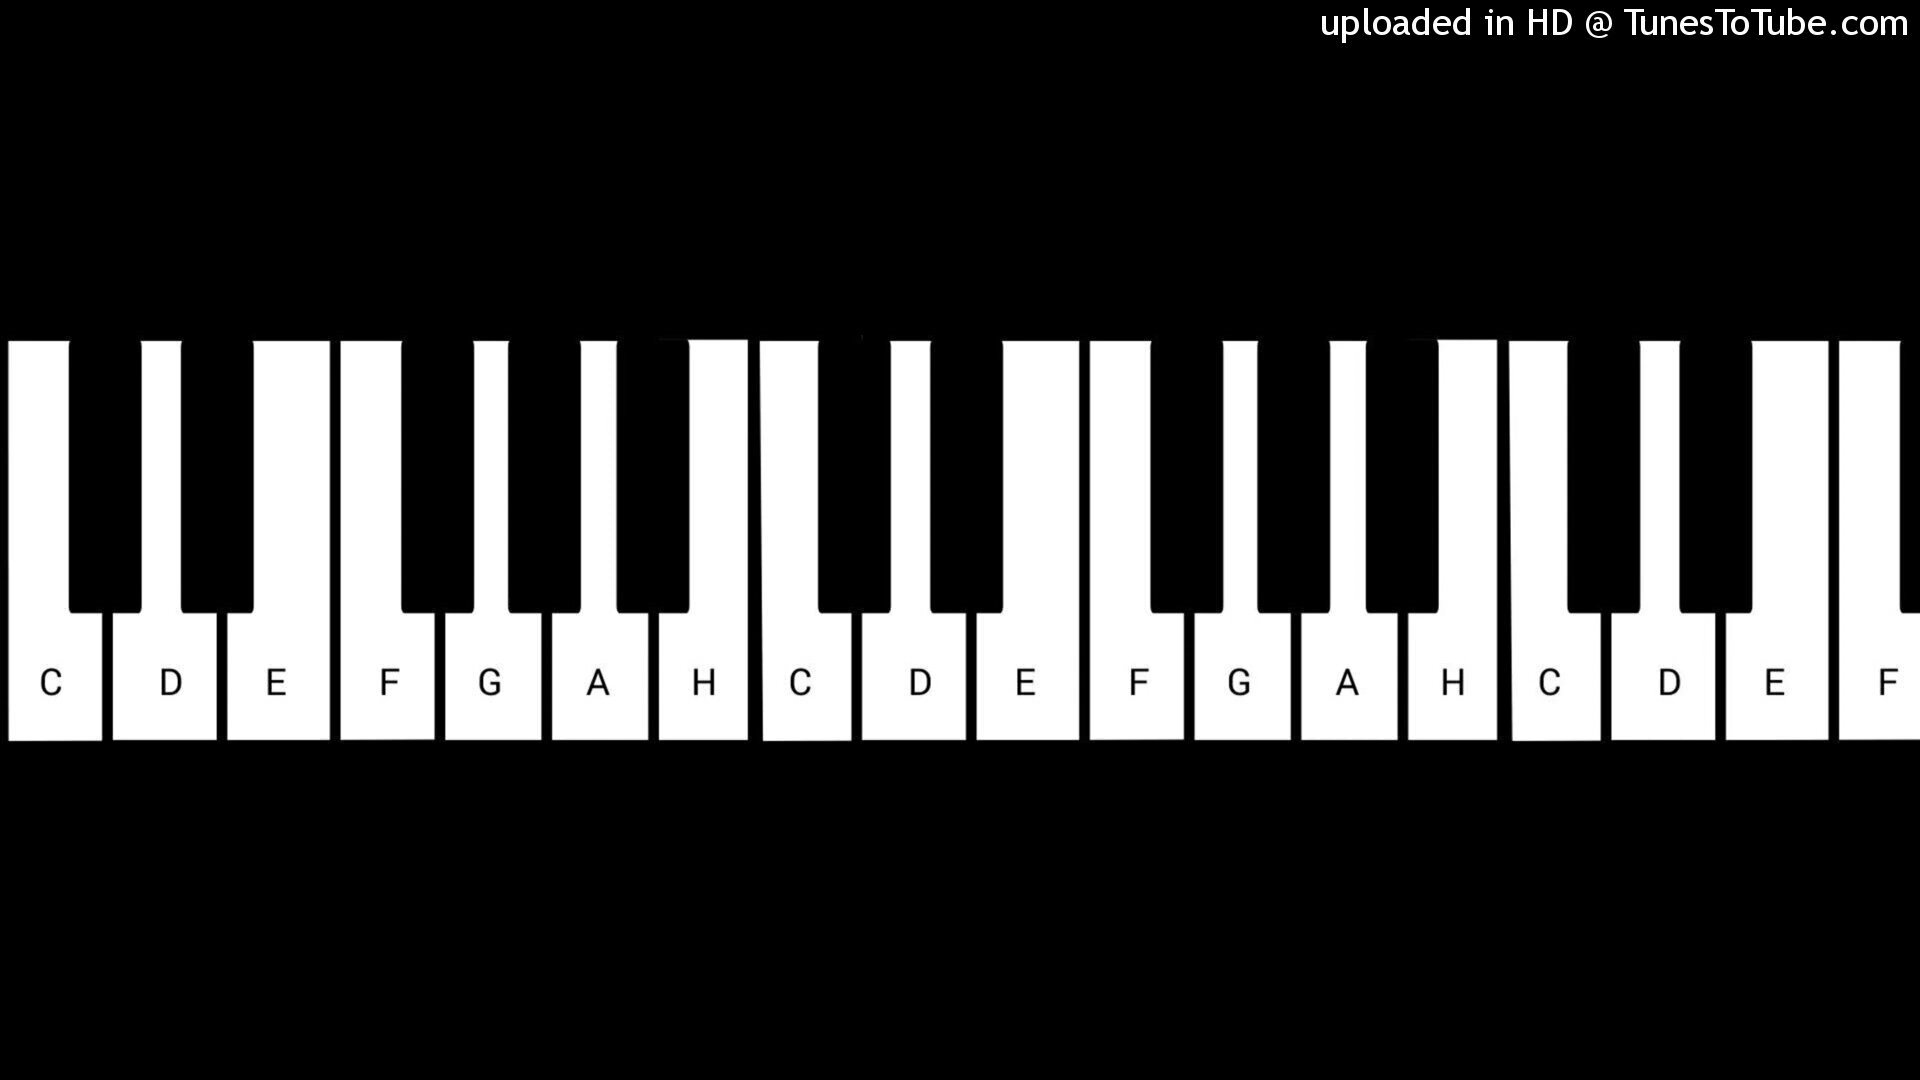 uploaded in HD @ TunesToTube.com
C D E F G A H C D E F G A H C D E F